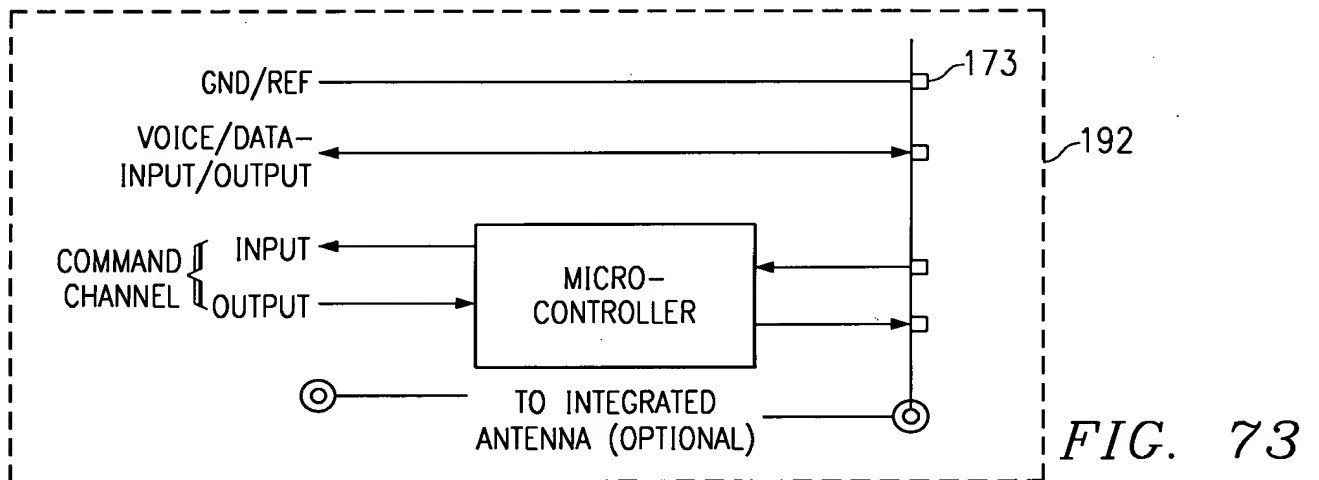 GND/REF
173
VOICE/DATA-
INPUT/OUTPUT
192
COMMAND
CHANNEL
INPUT
OUTPUT
MICRO-
CONTROLLER
TO INTEGRATED
ANTENNA (OPTIONAL)
FIG. 73